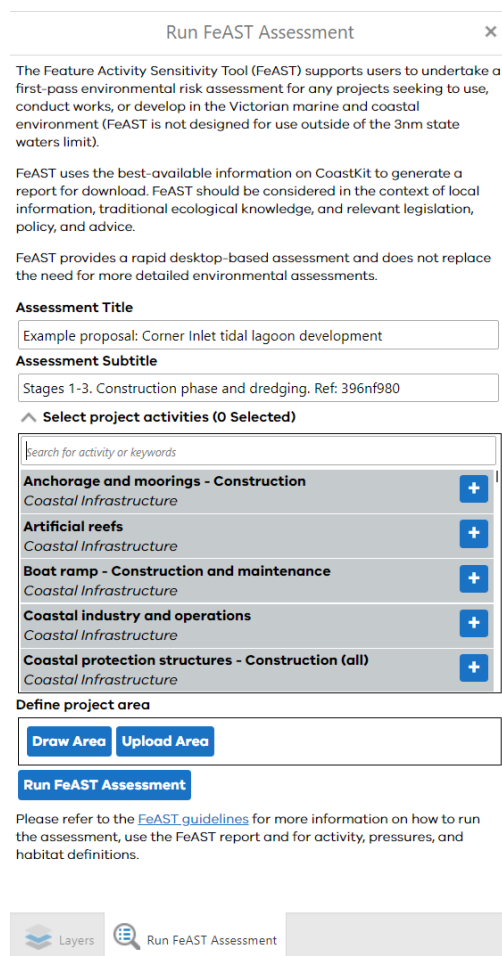 Run FeAST Assessment ×
The Feature Activity Sensitivity Tool (FeAST) supports users to undertake a
first-pass environmental risk assessment for any projects seeking to use,
conduct works, or develop in the Victorian marine and coastal
environment (FeAST is not designed for use outside of the 3nm state
waters limit).
FeAST uses the best-available information on CoastKit to generate a
report for download. FeAST should be considered in the context of local
information, traditional ecological knowledge, and relevant legislation,
policy, and advice.
FeAST provides a rapid desktop-based assessment and does not replace
the need for more detailed environmental assessments.
Assessment Title
Example proposal: Corner Inlet tidal lagoon development
Assessment Subtitle
Stages 1-3. Construction phase and dredging. Ref: 396nf980
Select project activities (0 Selected)
Search for activity or keywords
Anchorage and moorings - Construction
Coastal Infrastructure
+
Artificial reefs
Coastal Infrastructure
+
Boat ramp - Construction and maintenance
Coastal Infrastructure
+
Coastal industry and operations
Coastal Infrastructure
+
Coastal protection structures - Construction (all)
Coastal Infrastructure
+
Define project area
Draw Area Upload Area
Run FeAST Assessment
Please refer to the FeAST guidelines for more information on how to run
the assessment, use the FeAST report and for activity, pressures, and
habitat definitions.
Layers Run FeAST Assessment